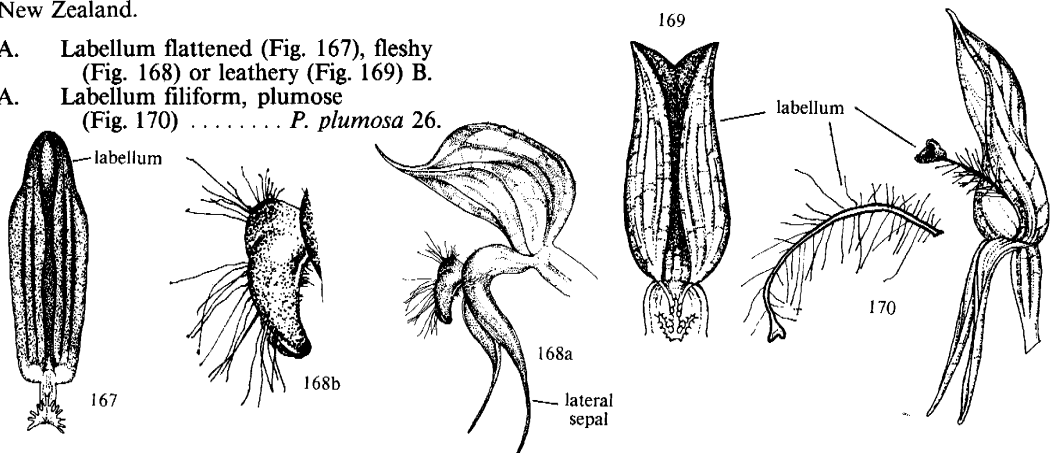 New Zealand.
A. Labellum flattened (Fig. 167), fleshy
(Fig. 168) or leathery (Fig. 169) B.
A. Labellum filiform, plumose
(Fig. 170) ........ P. plumosa 26.
labellum
167
168b
168a
lateral
sepal
169
labellum
170